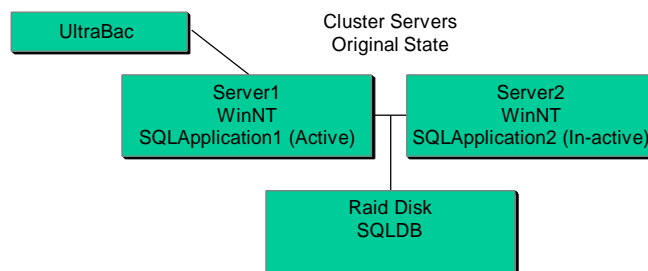 UltraBac
Cluster Servers
Original State
Server1
WinNT
SQLApplication1 (Active)
Server2
WinNT
SQLApplication2 (In-active)
Raid Disk
SQLDB